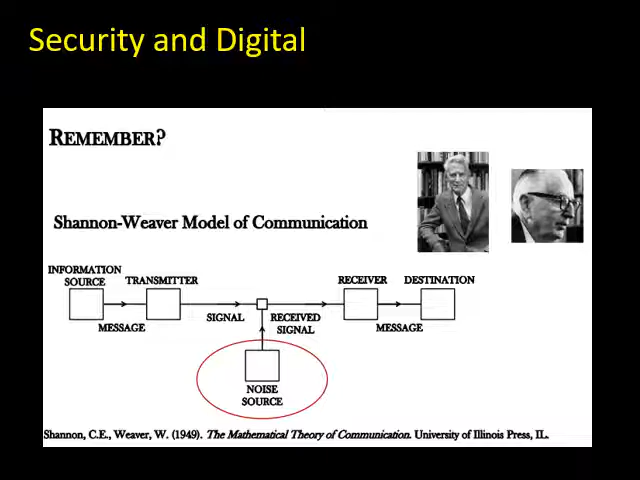 Security and Digital
REMEMBER?
Shannon-Weaver Model of Communication
INFORMATION
SOURCE
TRANSMITTER
RECEIVER
DESTINATION
MESSAGE
SIGNAL
RECEIVED
SIGNAL
MESSAGE
NOISE
SOURCE
Shannon, C.E., Weaver, W. (1949). The Mathematical Theory of Communication. University of Illinois Press, IL.